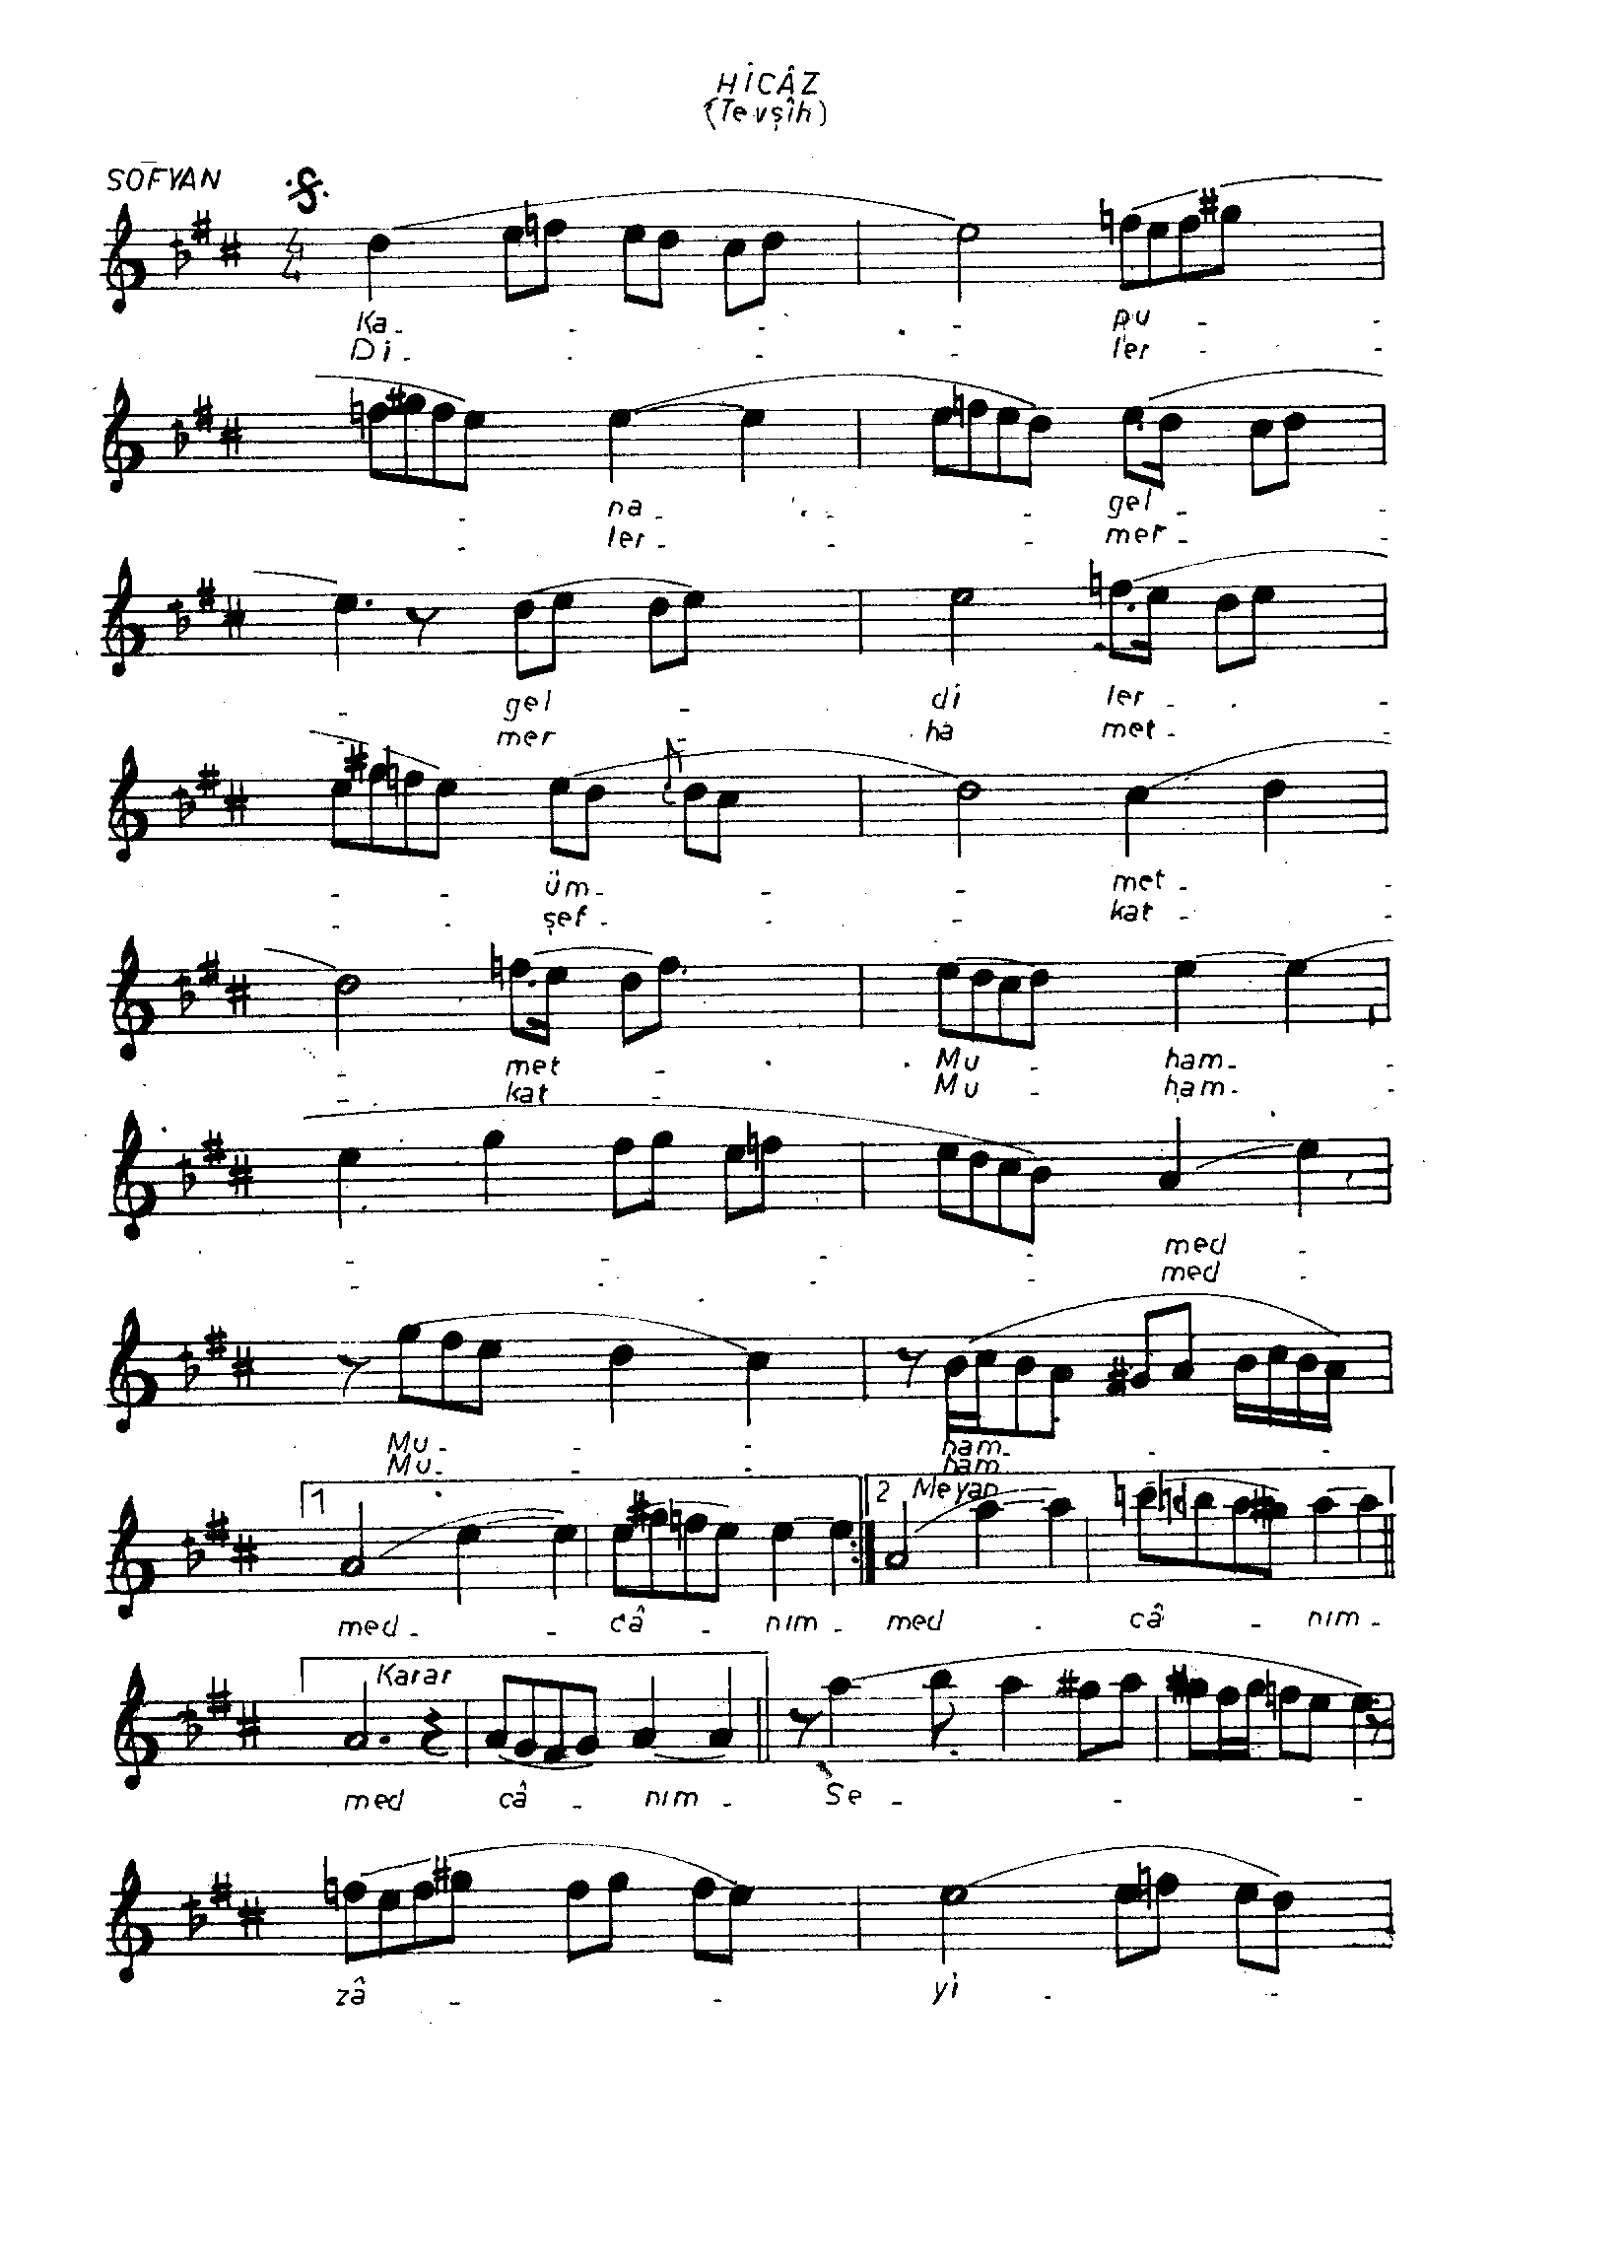 HİCÂZ
(Tevşîh)
SOFYAN
4
4
Ka - - - - pu - -
Di - - - - ler - -
- na - - - gel - -
- ler - - - mer - -
- gel - di ler - - -
- mer - ha met - -
- - üm - - - met - -
- - şef - - - kat - -
- met - - Mu - ham - -
- kat - Mu - ham - -
- - - - med -
- - - - med -
Mu - - - ham - - -
Mu - - - ham
1 2 Meyan
med - - câ - nım - med - câ - nım -
Karar
med câ - nım - Se - - -
zâ - - yi - -